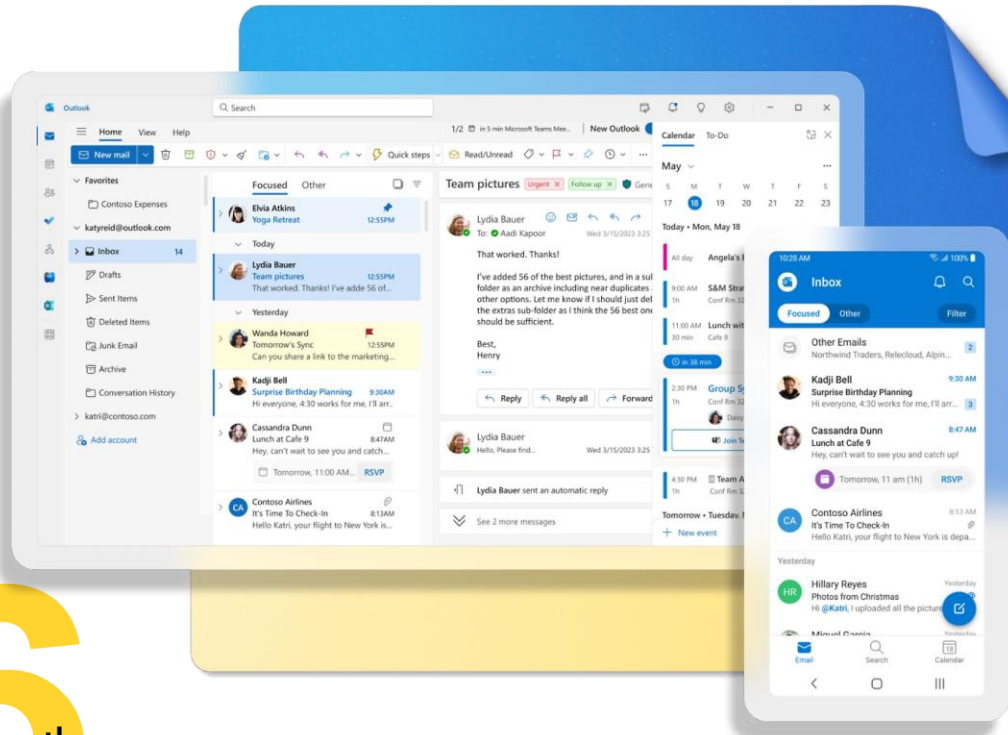 Outlook
Search
Home View Help
1/2 in 5 min Microsoft Teams Mee... New Outlook
New mail
Quick steps
Read/Unread
Favorites
Contoso Expenses
katyreid@outlook.com
Inbox 14
Drafts
Sent Items
Deleted Items
Junk Email
Archive
Conversation History
katri@contoso.com
Add account
Focused Other
Elvia Atkins
Yoga Retreat 12:55PM
Today
Lydia Bauer
Team pictures 12:55PM
That worked. Thanks! I've adde 56 of...
Yesterday
Wanda Howard
Tomorrow's Sync 12:55PM
Can you share a link to the marketing...
Kadji Bell
Surprise Birthday Planning 9:30AM
Hi everyone, 4:30 works for me, I'll arr..
Cassandra Dunn
Lunch at Cafe 9 8:47AM
Hey, can't wait to see you and catch...
Tomorrow, 11:00 AM... RSVP
CA
Contoso Airlines
It's Time To Check-In 8:13AM
Hello Katri, your flight to New York is...
Team pictures Urgent X Follow up X Gene
Lydia Bauer
To: Aadi Kapoor Wed 3/15/2023 3:25
That worked. Thanks!
I've added 56 of the best pictures, and in a sul
folder as an archive including near duplicates
other options. Let me know if I should just del
the extras sub-folder as I think the 56 best one
should be sufficient.
Best,
Henry
Reply Reply all Forward
Lydia Bauer
Hello, Please find... Wed 3/15/2023 3:25
Lydia Bauer sent an automatic reply
See 2 more messages
Calendar To-Do
May
S M T W T F S
17 18 19 20 21 22 23
Today • Mon, May 18
All day Angela's
9:00 AM S&M Strat
1h Conf Rm 32
11:00 AM Lunch wit
30 min Cafe 9
in 38 min
2:30 PM Group Sy
1h Conf Rm 32
Daisy
Join Te
4:30 PM Team A
1h Conf Rm 3
Tomorrow • Tuesday,
New event
10:28 AM 100%
Inbox
Focused Other Filter
Other Emails
Northwind Traders, Relecloud, Alpin... 2
Kadji Bell 9:30 AM
Surprise Birthday Planning
Hi everyone, 4:30 works for me, I'll arr... 3
Cassandra Dunn 8:47 AM
Lunch at Cafe 9
Hey, can't wait to see you and catch up!
Tomorrow, 11 am (1h) RSVP
CA
Contoso Airlines 8:13 AM
It's Time To Check-In
Hello Katri, your flight to New York is depa...
Yesterday
HR
Hillary Reyes Yesterday
Photos from Christmas
Hi @Katri, I uploaded all the picture
Miguel Garcia Yesterday
Email Search Calendar
18